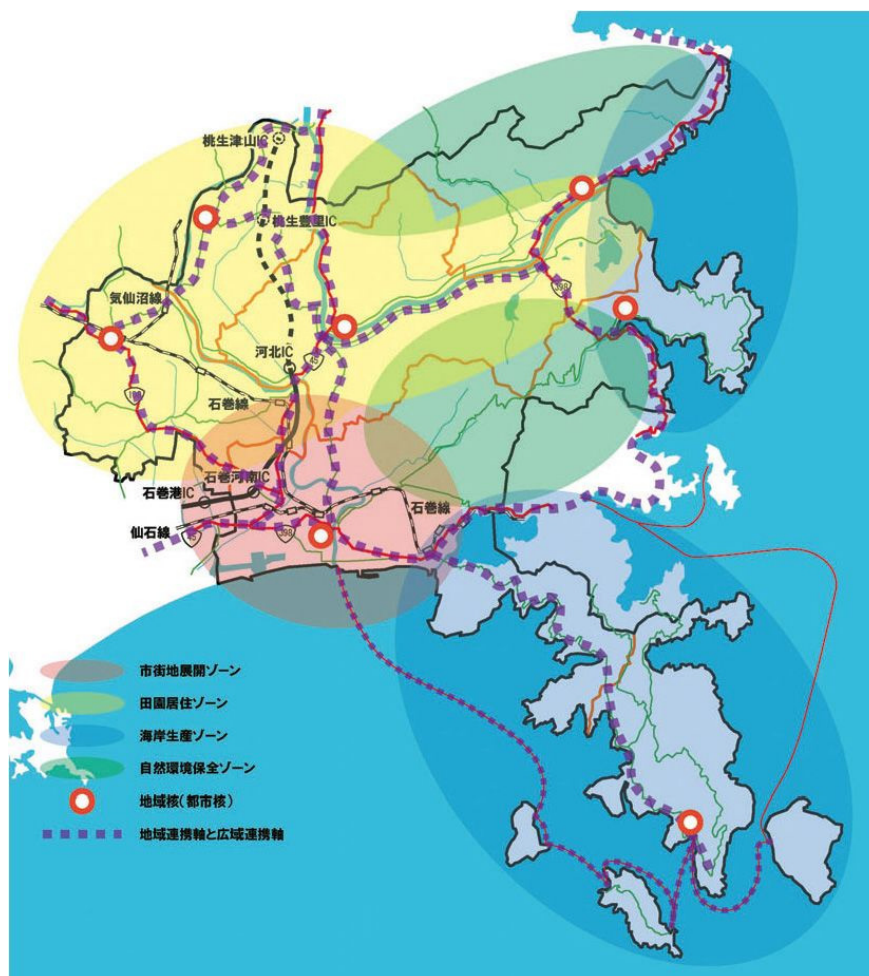 桃生津山IC
桃生豊里IC
気仙沼線
398
河北IC
45
石巻線
石巻河南IC
石巻港IC
石巻線
仙石線
45
398
市街地展開ゾーン
田園居住ゾーン
海岸生産ゾーン
自然環境保全ゾーン
地域核(都市核)
地域連携軸と広域連携軸